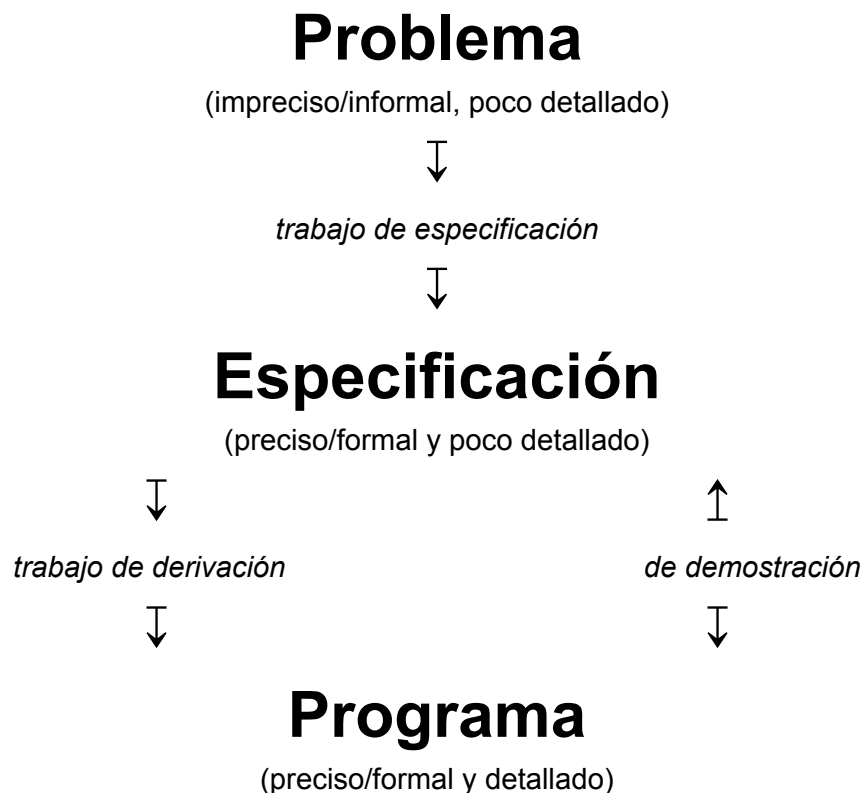 Problema
(impreciso/informal, poco detallado)
trabajo de especificación
Especificación
(preciso/formal y poco detallado)
trabajo de derivación de demostración
Programa
(preciso/formal y detallado)